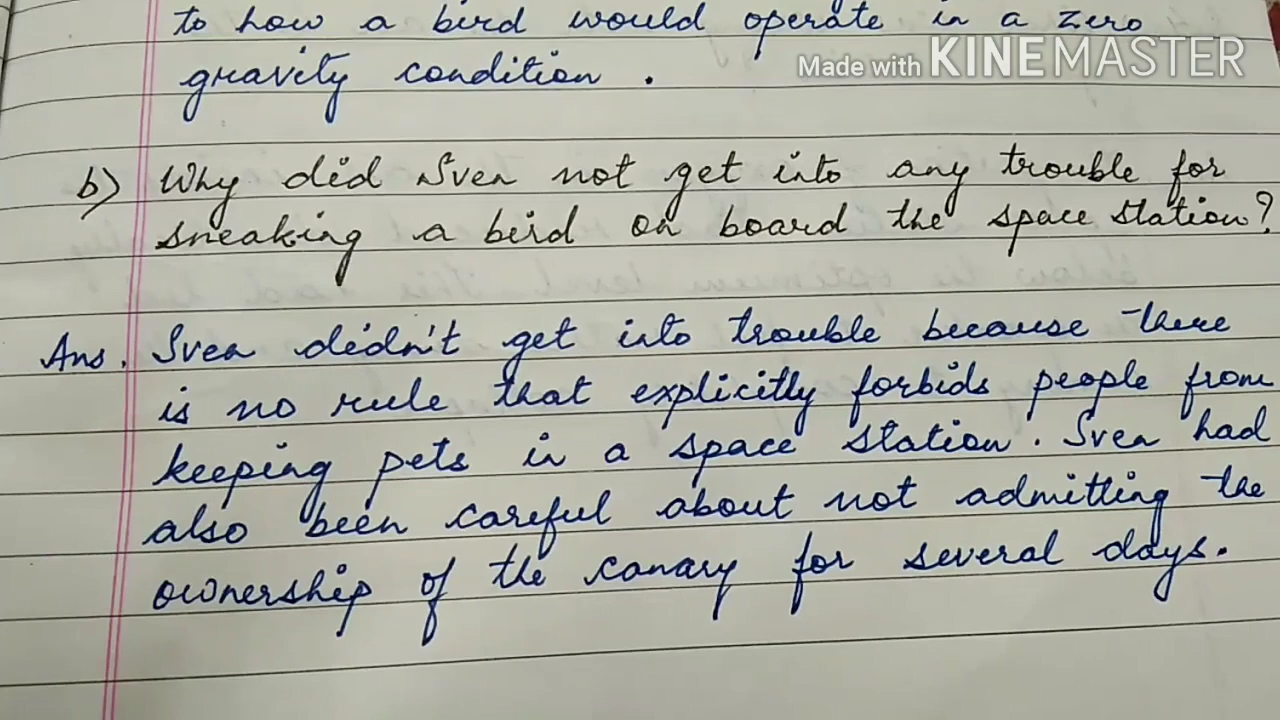 to how a bird would operate in a zero
Made with KINEMASTER
gravity condition .
b) Why did Sven not get into any trouble for
sneaking a bird on board the space station?
Ans. Sven didn't get into trouble because there
is no rule that explicitly forbids people from
keeping pets in a space station. Sven had
also been careful about not admitting the
ownership of the canary for several days.